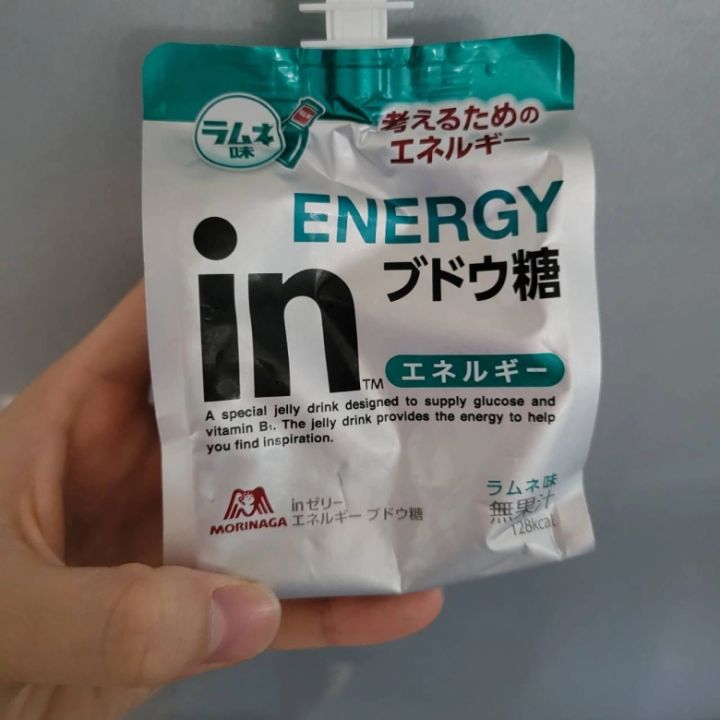 ラムネ
味
考えるための
エネルギー
ENERGY
in
ブドウ糖
TM
エネルギー
A special jelly drink designed to supply glucose and
vitamin B₁. The jelly drink provides the energy to help
you find inspiration.
MORINAGA
inゼリー
エネルギー ブドウ糖
ラムネ味
無果汁
128kcal